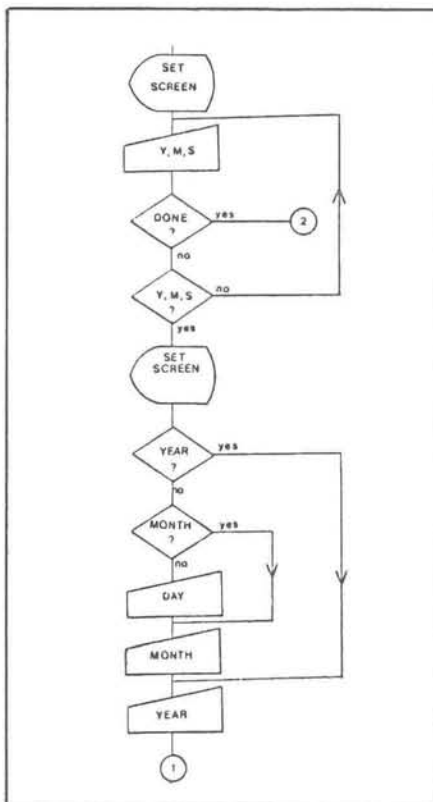 SET
SCREEN
Y, M, S
DONE
?
yes
2
no
Y, M, S
?
no
yes
SET
SCREEN
YEAR
?
yes
no
MONTH
?
yes
no
DAY
MONTH
YEAR
1